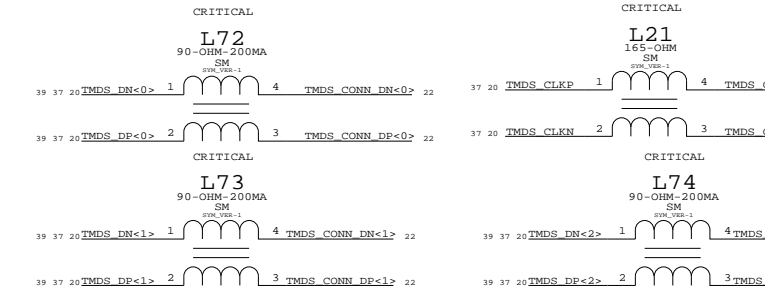 CRITICAL
L72
90-OHM-200MA
SM
SYM_VER-1
39 37 20 TMDS_DN<0> 1 4 TMDS_CONN_DN<0> 22
39 37 20 TMDS_DP<0> 2 3 TMDS_CONN_DP<0> 22
CRITICAL
L21
165-OHM
SM
SYM_VER-1
37 20 TMDS_CLKP 1 4
37 20 TMDS_CLKN 2 3
CRITICAL
L73
90-OHM-200MA
SM
SYM_VER-1
39 37 20 TMDS_DN<1> 1 4 TMDS_CONN_DN<1> 22
39 37 20 TMDS_DP<1> 2 3 TMDS_CONN_DP<1> 22
CRITICAL
L74
90-OHM-200MA
SM
SYM_VER-1
39 37 20 TMDS_DN<2> 1 4 TMDS_
39 37 20 TMDS_DP<2> 2 3 TMDS_